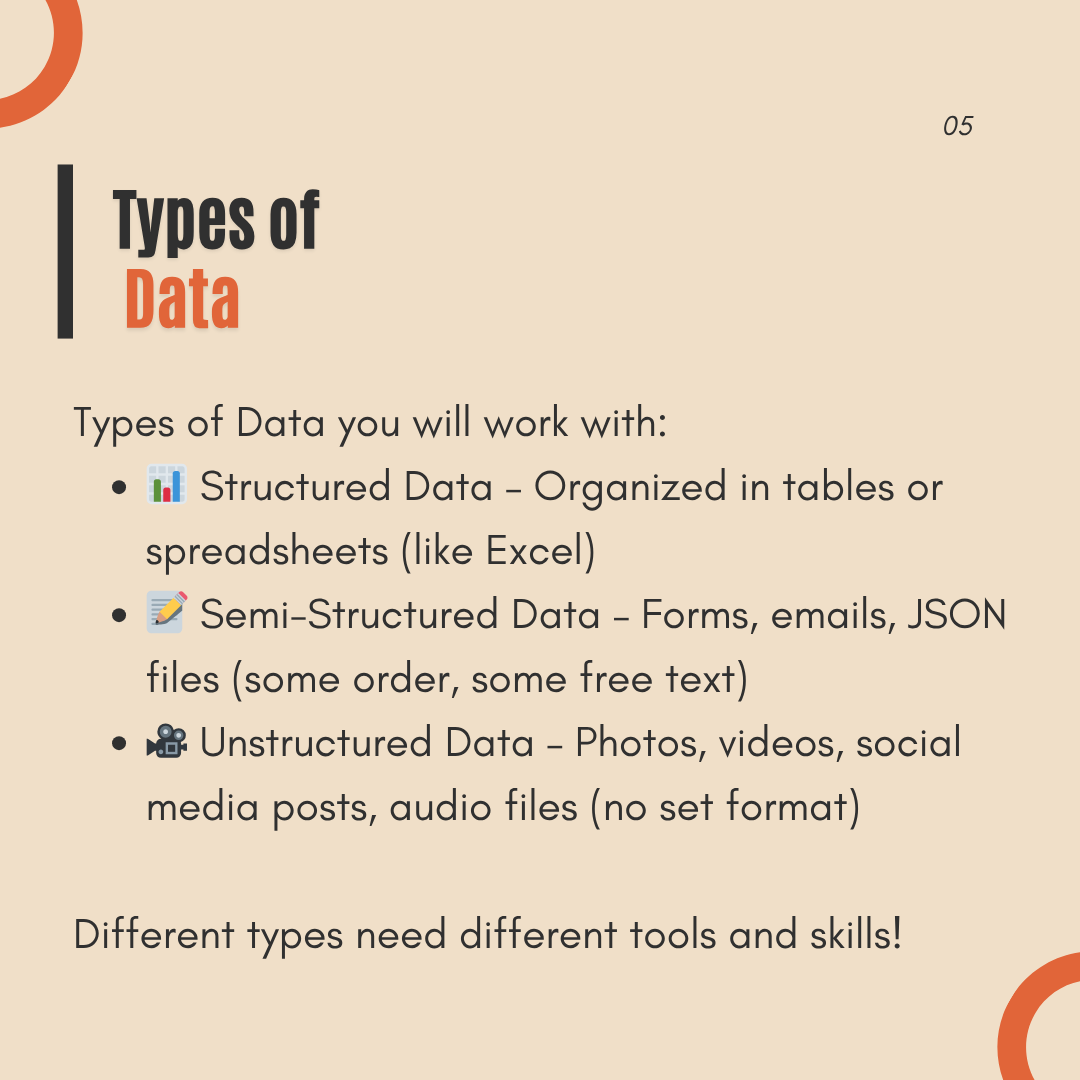 05
Types of
Data
Types of Data you will work with:
• 📊 Structured Data – Organized in tables or
spreadsheets (like Excel)
• 📝 Semi-Structured Data – Forms, emails, JSON
files (some order, some free text)
• 🎥 Unstructured Data – Photos, videos, social
media posts, audio files (no set format)
Different types need different tools and skills!